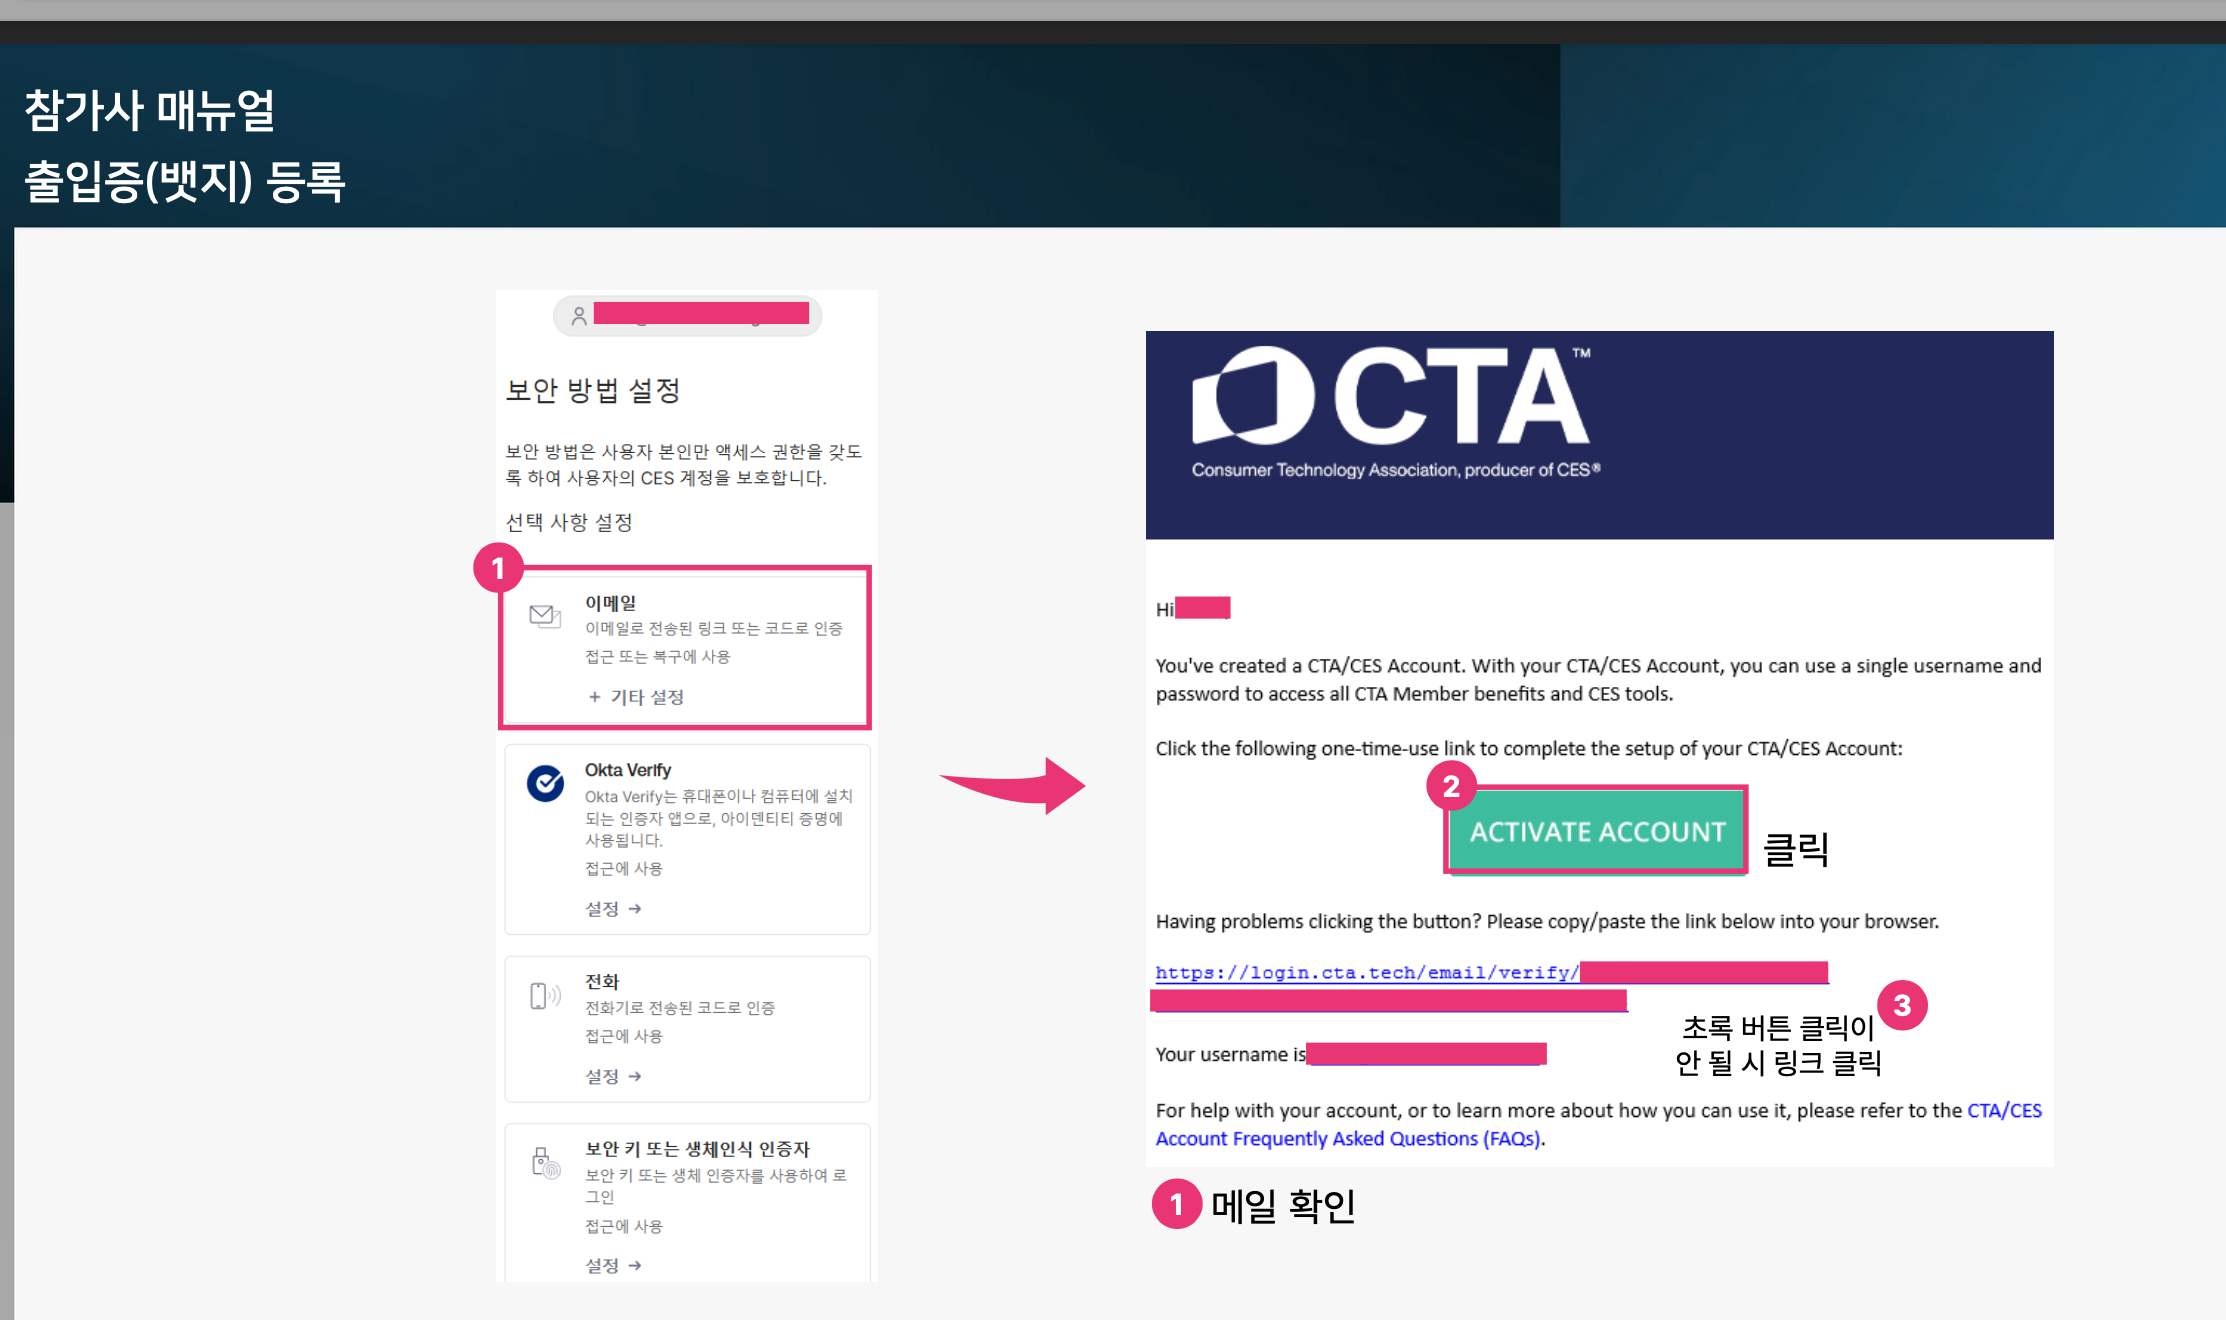 참가사 매뉴얼
출입증(뱃지) 등록
보안 방법 설정
보안 방법은 사용자 본인만 액세스 권한을 갖도
록 하여 사용자의 CES 계정을 보호합니다.
선택 사항 설정
1
이메일
이메일로 전송된 링크 또는 코드로 인증
접근 또는 복구에 사용
+ 기타 설정
Okta Verify
Okta Verify는 휴대폰이나 컴퓨터에 설치
되는 인증자 앱으로, 아이덴티티 증명에
사용됩니다.
접근에 사용
설정 →
전화
전화기로 전송된 코드로 인증
접근에 사용
설정 →
보안 키 또는 생체인식 인증자
보안 키 또는 생체 인증자를 사용하여 로
그인
접근에 사용
설정 →
CTA™
Consumer Technology Association, producer of CES®
Hi
You've created a CTA/CES Account. With your CTA/CES Account, you can use a single username and
password to access all CTA Member benefits and CES tools.
Click the following one-time-use link to complete the setup of your CTA/CES Account:
2
ACTIVATE ACCOUNT 클릭
Having problems clicking the button? Please copy/paste the link below into your browser.
https://login.cta.tech/email/verify/
3
초록 버튼 클릭이
안 될 시 링크 클릭
Your username is
For help with your account, or to learn more about how you can use it, please refer to the CTA/CES
Account Frequently Asked Questions (FAQs).
1 메일 확인